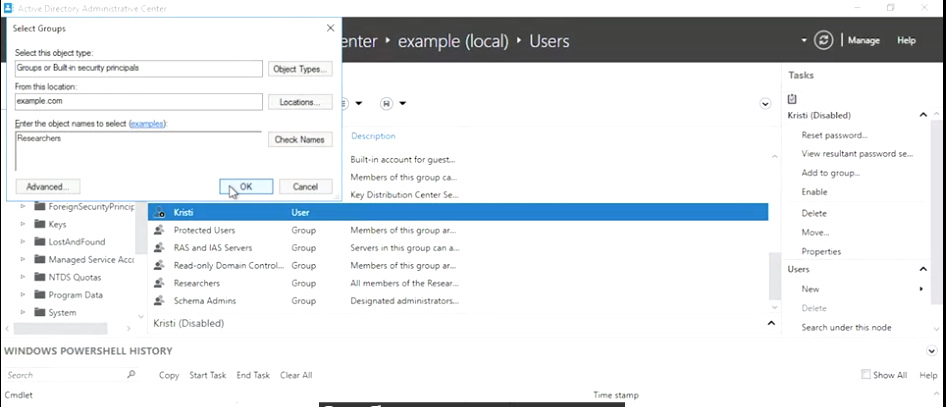 Active Directory Administrative Center
Select Groups
Select this object type:
Groups or Built-in security principals
Object Types...
From this location:
example.com
Locations...
Enter the object names to select (examples):
Researchers
Check Names
Advanced...
OK
Cancel
enter • example (local) • Users
Manage
Help
Description
Built-in account for guest...
Members of this group ca...
Key Distribution Center Se...
Kristi User
Protected Users Group Members of this group ar...
RAS and IAS Servers Group Servers in this group can a...
Read-only Domain Control... Group Members of this group ar...
Researchers Group All members of the Resear...
Schema Admins Group Designated administrators...
Kristi (Disabled)
ForeignSecurityPrincip
Keys
LostAndFound
Managed Service Acco
NTDS Quotas
Program Data
System
Tasks
Kristi (Disabled)
Reset password...
View resultant password se...
Add to group...
Enable
Delete
Move...
Properties
Users
New
Delete
Search under this node
WINDOWS POWERSHELL HISTORY
Search
Copy Start Task End Task Clear All
Show All Help
Cmdlet Time stamp